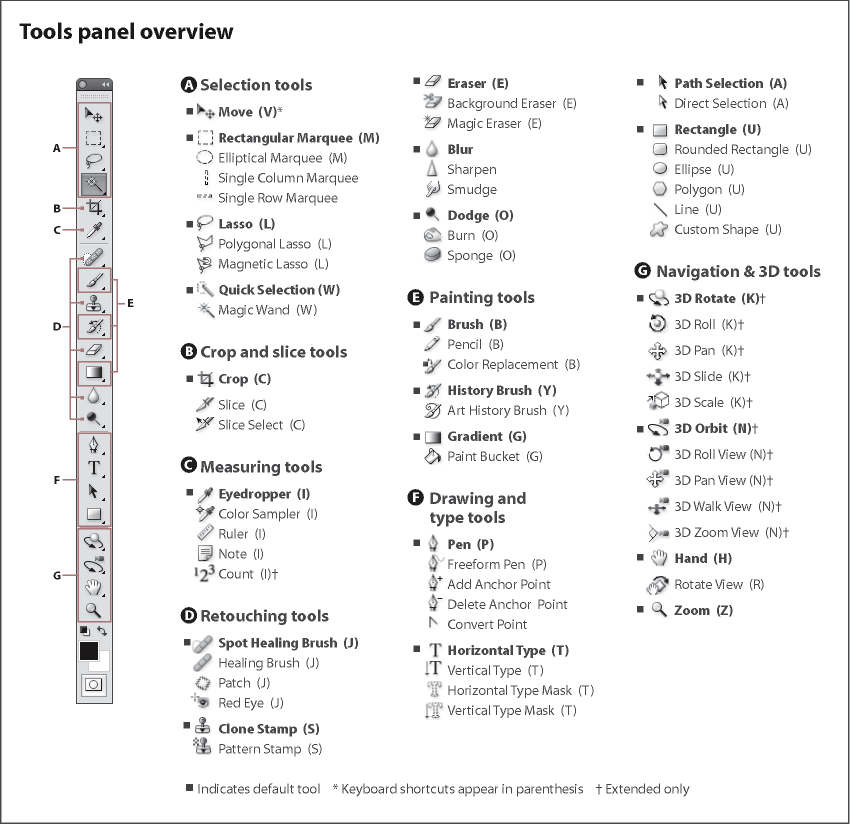 Tools panel overview
A
B
C
D
E
F
G
A Selection tools
■ Move (V)*
■ Rectangular Marquee (M)
Elliptical Marquee (M)
Single Column Marquee
Single Row Marquee
■ Lasso (L)
Polygonal Lasso (L)
Magnetic Lasso (L)
■ Quick Selection (W)
Magic Wand (W)
B Crop and slice tools
■ Crop (C)
Slice (C)
Slice Select (C)
C Measuring tools
■ Eyedropper (I)
Color Sampler (I)
Ruler (I)
Note (I)
Count (I)†
D Retouching tools
■ Spot Healing Brush (J)
Healing Brush (J)
Patch (J)
Red Eye (J)
■ Clone Stamp (S)
Pattern Stamp (S)
■ Eraser (E)
Background Eraser (E)
Magic Eraser (E)
■ Blur
Sharpen
Smudge
■ Dodge (O)
Burn (O)
Sponge (O)
E Painting tools
■ Brush (B)
Pencil (B)
Color Replacement (B)
■ History Brush (Y)
Art History Brush (Y)
■ Gradient (G)
Paint Bucket (G)
F Drawing and
type tools
■ Pen (P)
Freeform Pen (P)
Add Anchor Point
Delete Anchor Point
Convert Point
■ Horizontal Type (T)
Vertical Type (T)
Horizontal Type Mask (T)
Vertical Type Mask (T)
■ Path Selection (A)
Direct Selection (A)
■ Rectangle (U)
Rounded Rectangle (U)
Ellipse (U)
Polygon (U)
Line (U)
Custom Shape (U)
G Navigation & 3D tools
■ 3D Rotate (K)†
3D Roll (K)†
3D Pan (K)†
3D Slide (K)†
3D Scale (K)†
■ 3D Orbit (N)†
3D Roll View (N)†
3D Pan View (N)†
3D Walk View (N)†
3D Zoom View (N)†
■ Hand (H)
Rotate View (R)
■ Zoom (Z)
■ Indicates default tool * Keyboard shortcuts appear in parenthesis † Extended only